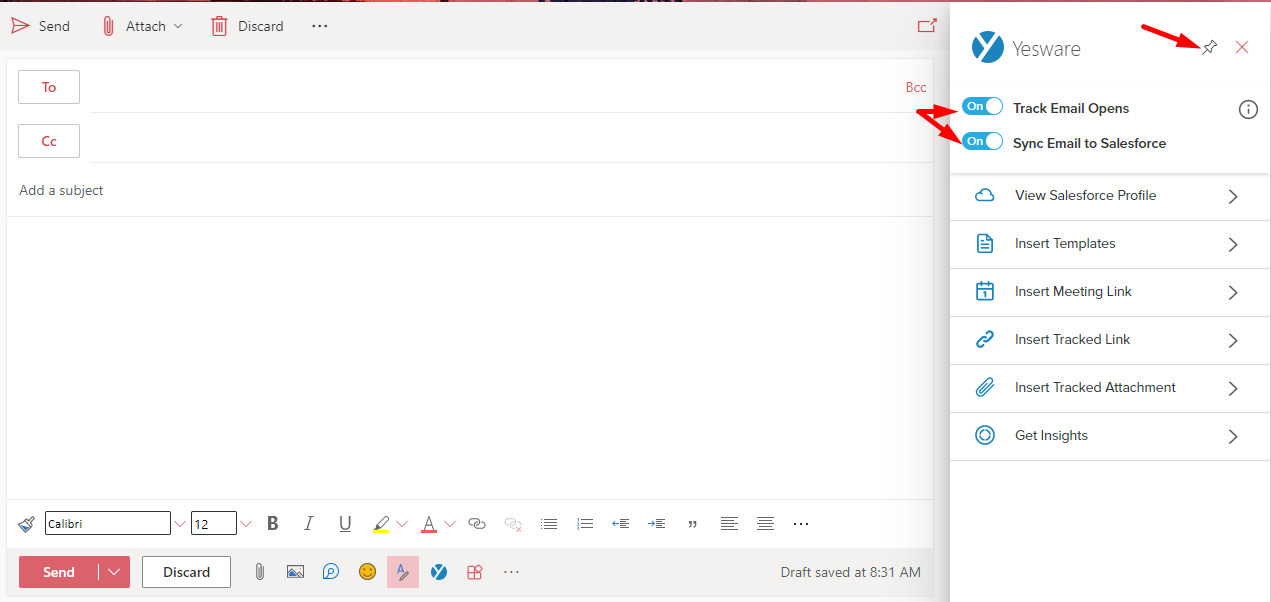 Send Attach Discard ...
To
Bcc
Cc
Add a subject
Calibri 12 B I U A ...
Send Discard ... Draft saved at 8:31 AM
Yesware
On Track Email Opens
On Sync Email to Salesforce
View Salesforce Profile
Insert Templates
1 Insert Meeting Link
Insert Tracked Link
Insert Tracked Attachment
Get Insights